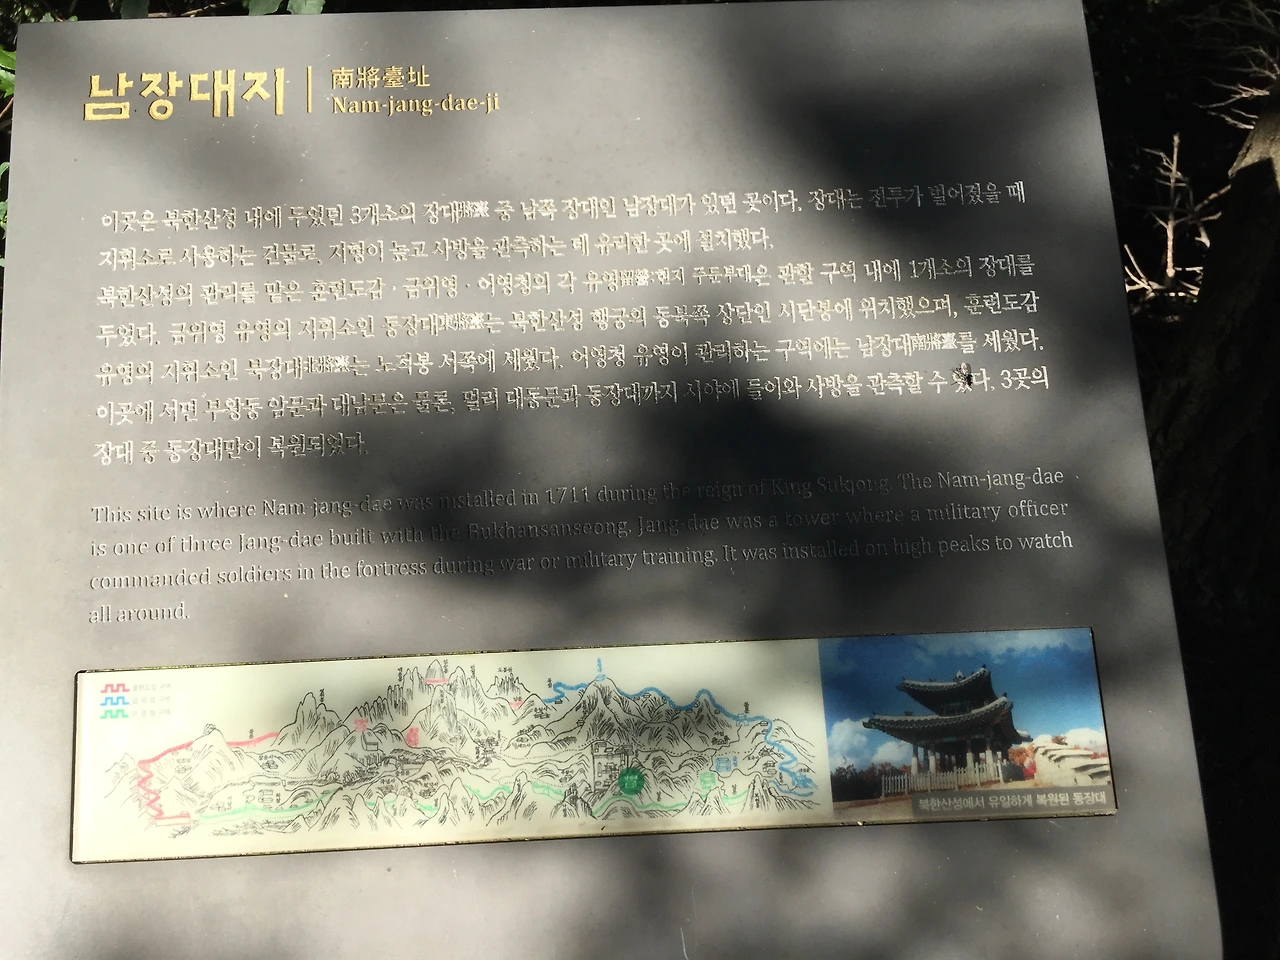 남장대지
南將臺址
Nam-jang-dae-ji
이곳은 북한산성 내에 두었던 3개소의 장대將臺 중 남쪽 장대인 남장대가 있던 곳이다. 장대는 전투가 벌어졌을 때
지휘소로 사용하는 건물로, 지형이 높고 사방을 관측하는 데 유리한 곳에 설치했다.
북한산성의 관리를 맡은 훈련도감 · 금위영 · 어영청의 각 유영留營:현지 주둔부대은 관할 구역 내에 1개소의 장대를
두었다. 금위영 유영의 지휘소인 동장대東將臺는 북한산성 행궁의 동북쪽 상단인 시단봉에 위치했으며, 훈련도감
유영의 지휘소인 북장대北將臺는 노적봉 서쪽에 세웠다. 어영청 유영이 관리하는 구역에는 남장대南將臺를 세웠다.
이곳에 서면 부왕동 암문과 대남문은 물론, 멀리 대동문과 동장대까지 시야에 들어와 사방을 관측할 수 있다. 3곳의
장대 중 동장대만이 복원되었다.
This site is where Nam-jang-dae was installed in 1711 during the reign of King Sukjong. The Nam-jang-dae
is one of three Jang-dae built with the Bukhansanseong. Jang-dae was a tower where a military officer
commanded soldiers in the fortress during war or military training. It was installed on high peaks to watch
all around.
북한산성에서 유일하게 복원된 동장대